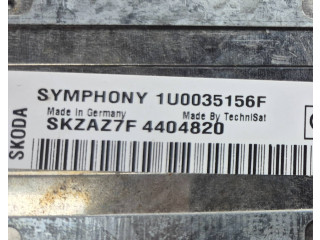 SYMPHONY 1U0035156F
Made in Germany Made By TechniSat
SKZAZ7F 4404820
SKODA